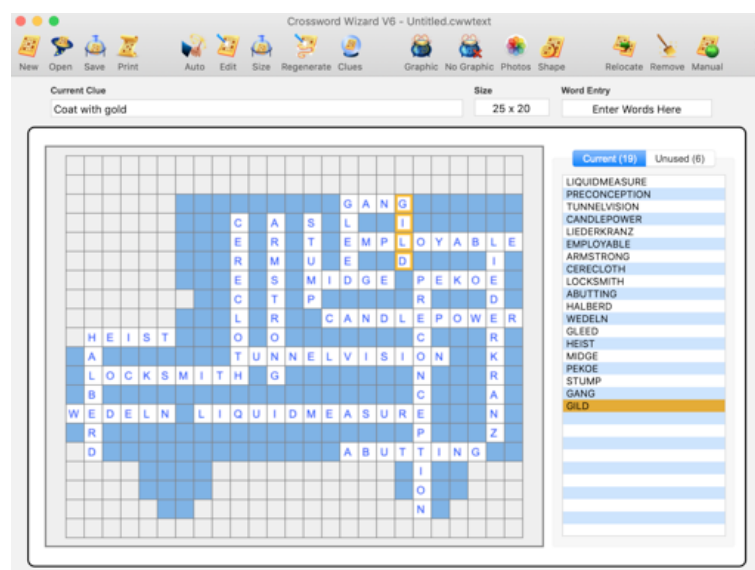 Crossword Wizard V6 - Untitled.cwwtext
New Open Save Print Auto Edit Size Regenerate Clues Graphic No Graphic Photos Shape Relocate Remove Manual
Current Clue Size Word Entry
Coat with gold 25 x 20 Enter Words Here
Current (19) Unused (6)
LIQUIDMEASURE
PRECONCEPTION
TUNNELVISION
CANDLEPOWER
LIEDERKRANZ
EMPLOYABLE
ARMSTRONG
CERECLOTH
LOCKSMITH
ABUTTING
HALBERD
WEDELN
GLEED
HEIST
MIDGE
PEKOE
STUMP
GANG
GILD
G A N G
C A S L I
E R T E M P L O Y A B L E
R M U E D I
E S M I D G E P E K O E
C T P R D
L R C A N D L E P O W E R
H E I S T O O C R
A T U N N E L V I S I O N K
L O C K S M I T H G N R
B C A
W E D E L N L I Q U I D M E A S U R E N
R P Z
D A B U T T I N G
I
O
N